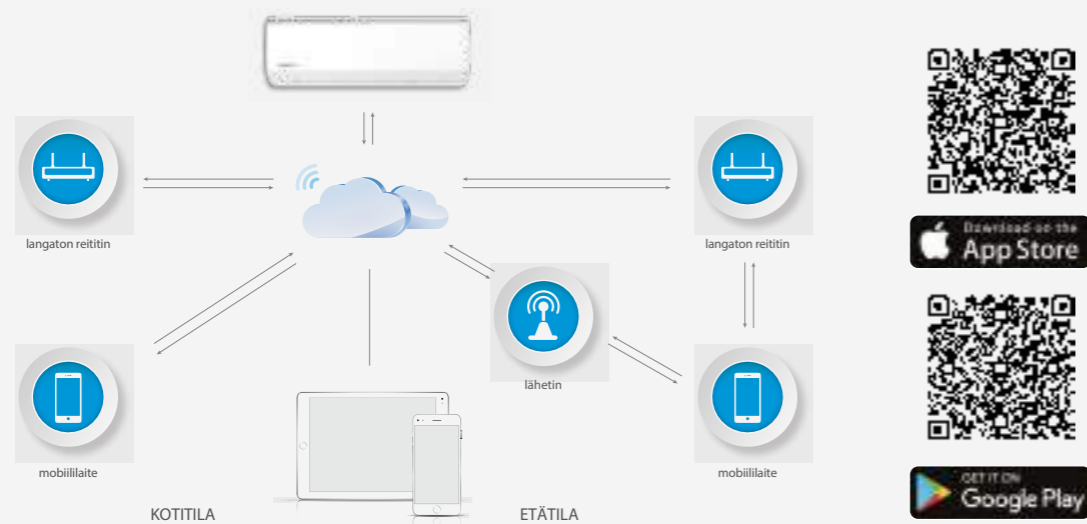 langaton reititin
langaton reititin
lähetin
mobiililaite
mobiililaite
KOTITILA
ETÄTILA
Download on the
App Store
GET IT ON
Google Play